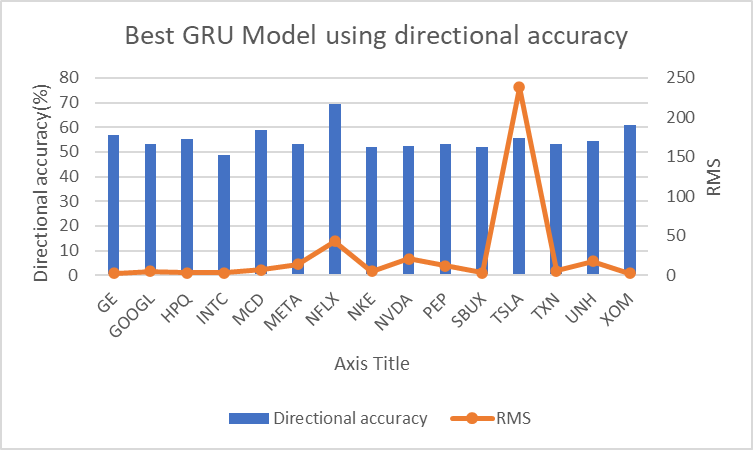 Best GRU Model using directional accuracy
80
70
60
50
40
30
20
10
0
Directional accuracy(%)
250
200
150
100
50
0
RMS
GE
GOOGL
HPQ
INTC
MCD
META
NFLX
NKE
NVDA
PEP
SBUX
TSLA
TXN
UNH
XOM
Axis Title
Directional accuracy
RMS